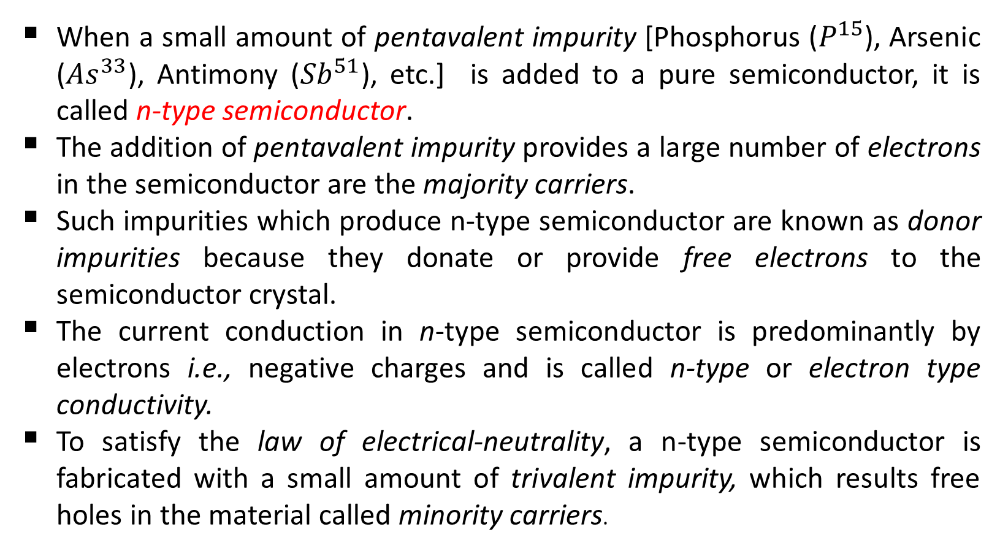 ▪ When a small amount of pentavalent impurity [Phosphorus (P¹⁵), Arsenic
(As³³), Antimony (Sb⁵¹), etc.] is added to a pure semiconductor, it is
called n-type semiconductor.
▪ The addition of pentavalent impurity provides a large number of electrons
in the semiconductor are the majority carriers.
▪ Such impurities which produce n-type semiconductor are known as donor
impurities because they donate or provide free electrons to the
semiconductor crystal.
▪ The current conduction in n-type semiconductor is predominantly by
electrons i.e., negative charges and is called n-type or electron type
conductivity.
▪ To satisfy the law of electrical-neutrality, a n-type semiconductor is
fabricated with a small amount of trivalent impurity, which results free
holes in the material called minority carriers.